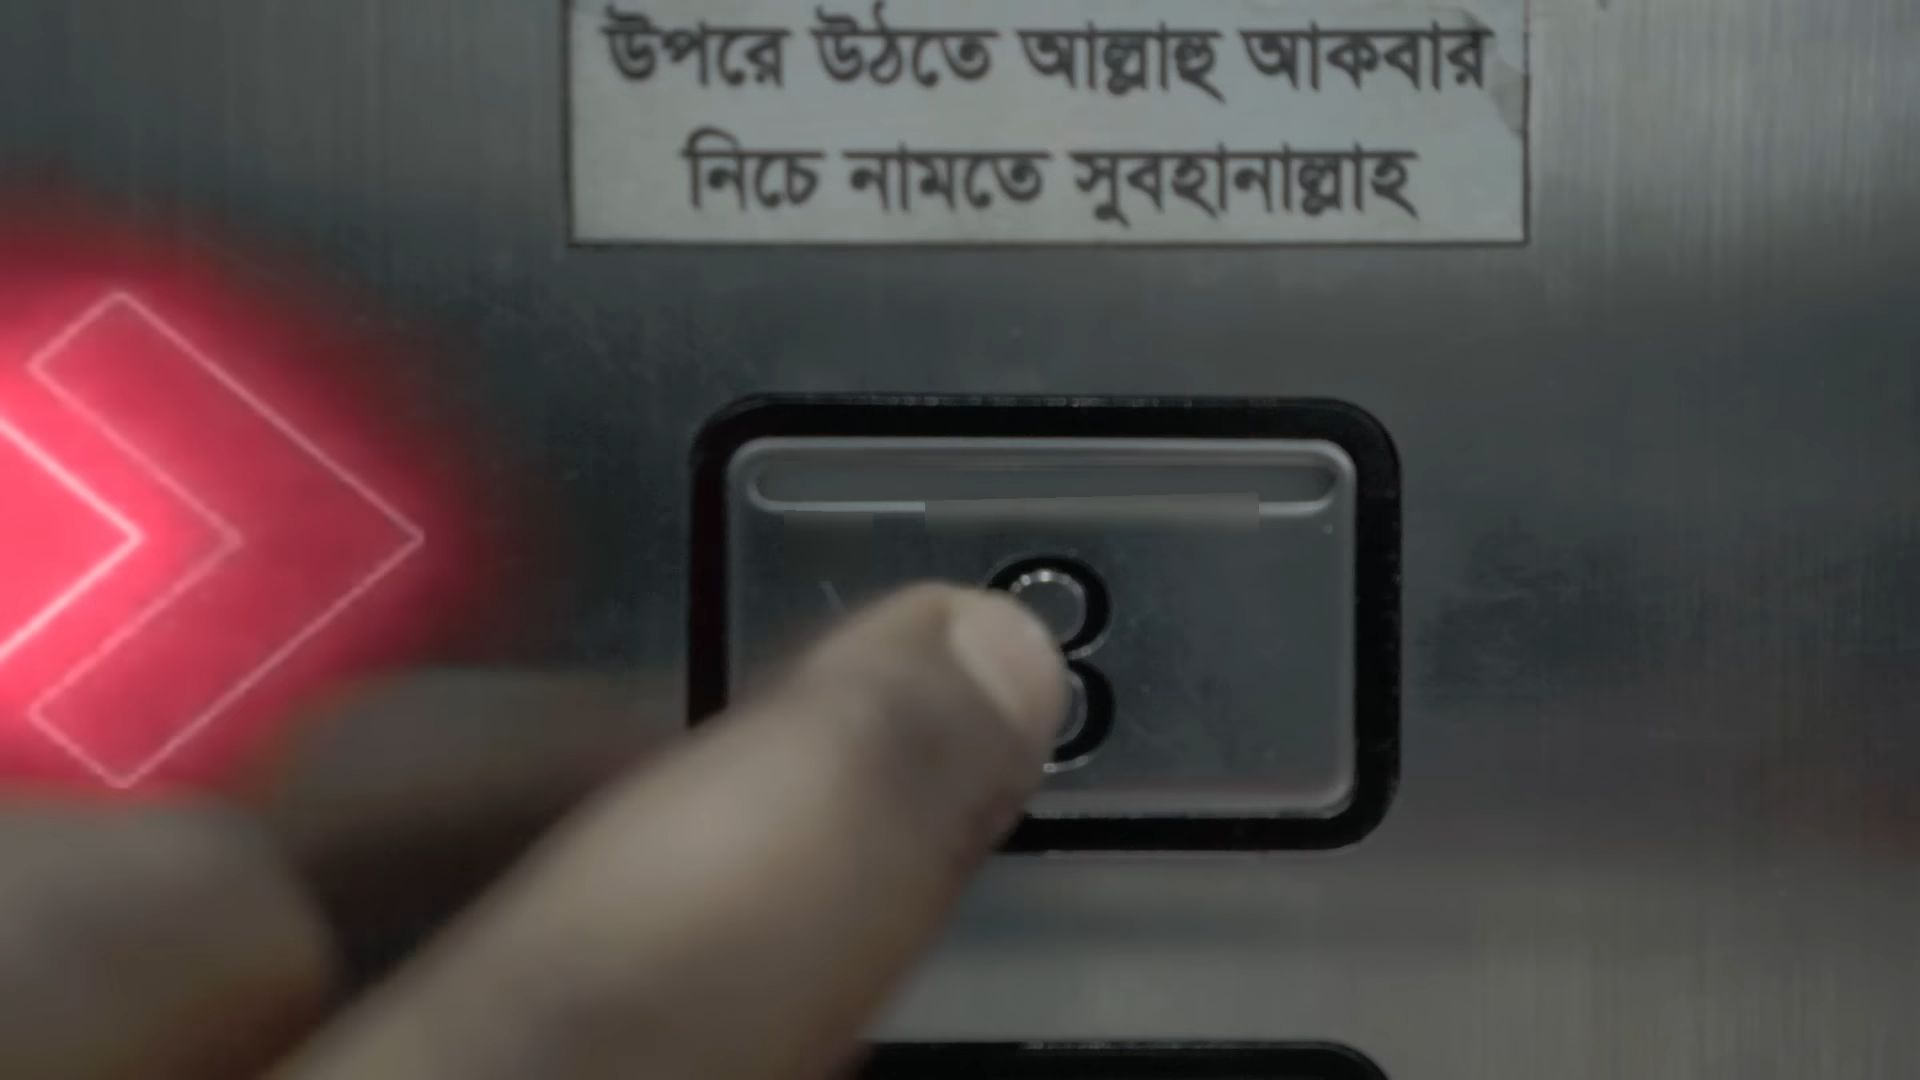 উপরে উঠতে আল্লাহু আকবার
নিচে নামতে সুবহানাল্লাহ